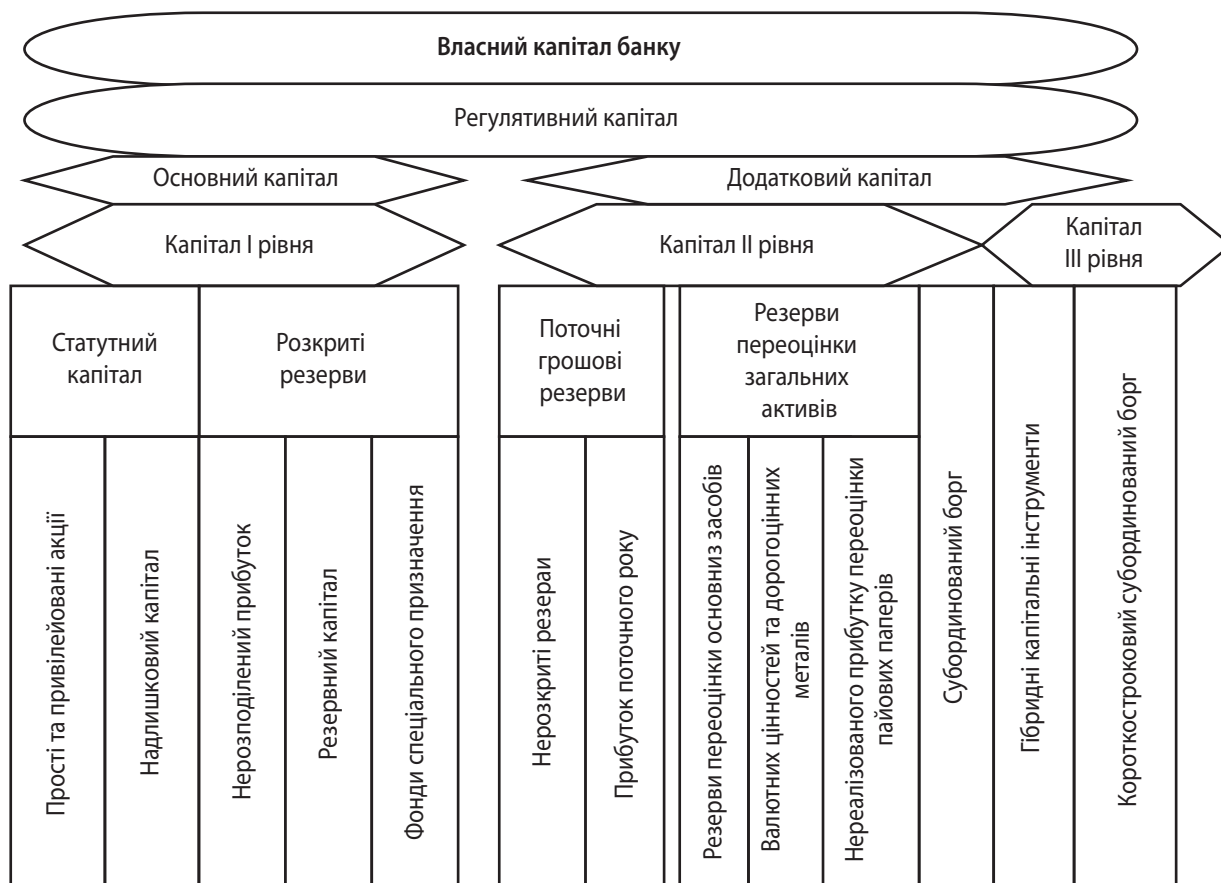 Власний капітал банку
Регулятивний капітал
Основний капітал
Додатковий капітал
Капітал І рівня
Капітал ІІ рівня
Капітал
ІІІ рівня
Статутний
капітал
Розкриті
резерви
Поточні
грошові
резерви
Резерви
переоцінки
загальних
активів
Прості та привілейовані акції
Надлишковий капітал
Нерозподілений прибуток
Резервний капітал
Фонди спеціального призначення
Нерозкриті резераи
Прибуток поточного року
Резерви переоцінки основниз засобів
Валютних цінностей та дорогоцінних
металів
Нереалізованого прибутку переоцінки
пайових паперів
Субординований борг
Гібридні капітальні інструменти
Короткостроковий субординований борг